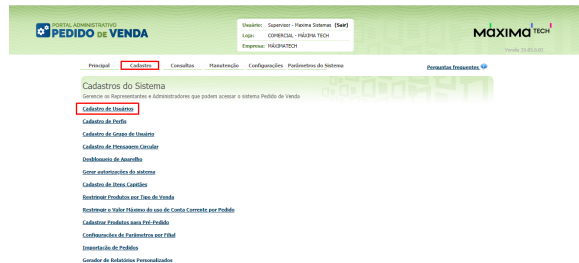 PORTAL ADMINISTRATIVO
PEDIDO DE VENDA
Usuário: Supervisor - Maxima Sistemas (Sair)
Loja: COMERCIAL - MÁXIMA TECH
Empresa: MÁXIMATECH
MÁXIMA TECH
Principal Cadastro Consultas Manutenção Configurações Parâmetros do Sistema Perguntas frequentes
Cadastros do Sistema
Gerencie os Representantes e Administradores que podem acessar o sistema Pedido de Venda
Cadastro de Usuários
Cadastro de Perfis
Cadastro de Grupo de Usuário
Cadastro de Mensagem Circular
Desbloqueio de Aparelho
Gerar autorizações do sistema
Cadastro de Itens Capitães
Restringir Produtos por Tipo de Venda
Restringir o Valor Máximo do uso de Conta Corrente por Pedido
Cadastrar Produtos para Pré-Pedido
Configurações de Parâmetros por Filial
Importação de Pedidos
Gerador de Relatórios Personalizados